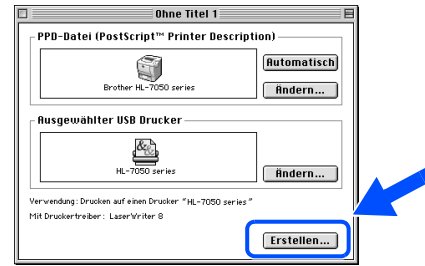 Ohne Titel 1
PPD-Datei (PostScript™ Printer Description)
Automatisch
Brother HL-7050 series
Ändern...
Ausgewählter USB Drucker
HL-7050 series
Ändern...
Verwendung: Drucken auf einen Drucker "HL-7050 series"
Mit Druckertreiber: LaserWriter 8
Erstellen...